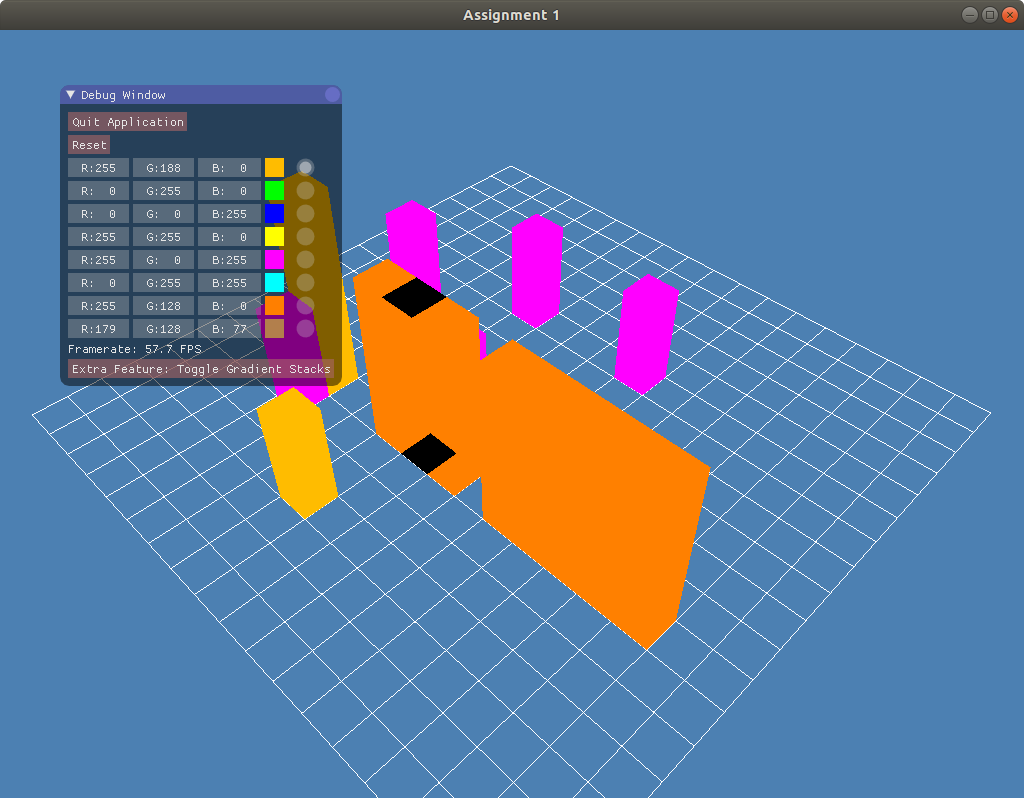 Assignment 1
Debug Window
Quit Application
Reset
R:255 G:188 B: 0
R: 0 G:255 B: 0
R: 0 G: 0 B:255
R:255 G:255 B: 0
R:255 G: 0 B:255
R: 0 G:255 B:255
R:255 G:128 B: 0
R:179 G:128 B: 77
Framerate: 57.7 FPS
Extra Feature: Toggle Gradient Stacks